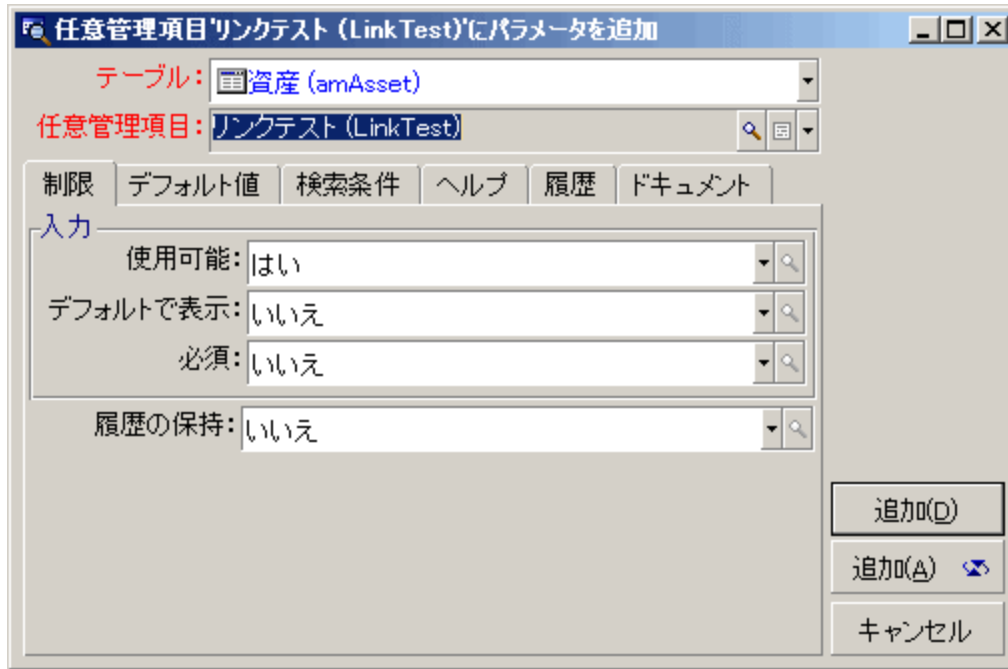 任意管理項目'リンクテスト (LinkTest)'にパラメータを追加
テーブル: 資産 (amAsset)
任意管理項目: リンクテスト (LinkTest)
制限 デフォルト値 検索条件 ヘルプ 履歴 ドキュメント
入力
使用可能: はい
デフォルトで表示: いいえ
必須: いいえ
履歴の保持: いいえ
追加(D)
追加(A)
キャンセル